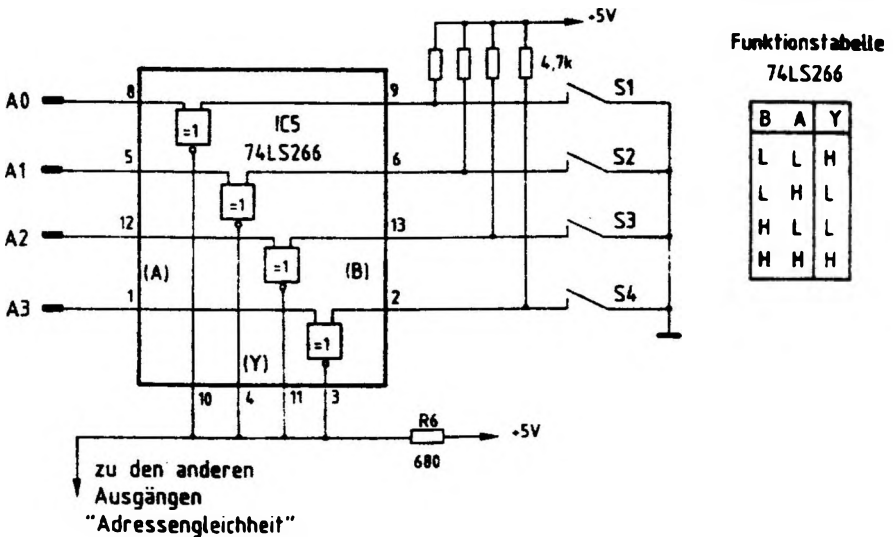 +5V
Funktionstabelle
74LS266
4,7k
A0 8 9 S1
=1
IC5
74LS266
A1 5 6 S2
=1
A2 12 13 S3
=1
(A) (B)
A3 1 2 S4
=1
(Y)
10 4 11 3
R6
+5V
680
zu den anderen
Ausgängen
"Adressengleichheit"
B A Y
L L H
L H L
H L L
H H H